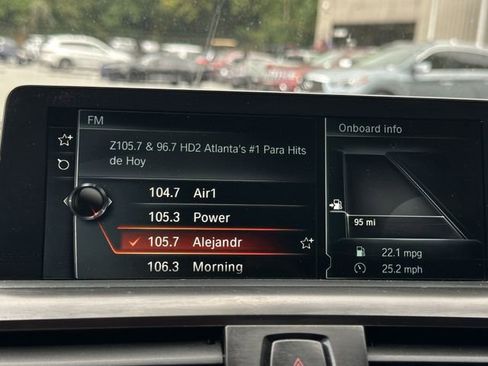 FM
Z105.7 & 96.7 HD2 Atlanta's #1 Para Hits
de Hoy
104.7 Air1
105.3 Power
105.7 Alejandr
106.3 Morning
Onboard info
95 mi
22.1 mpg
25.2 mph